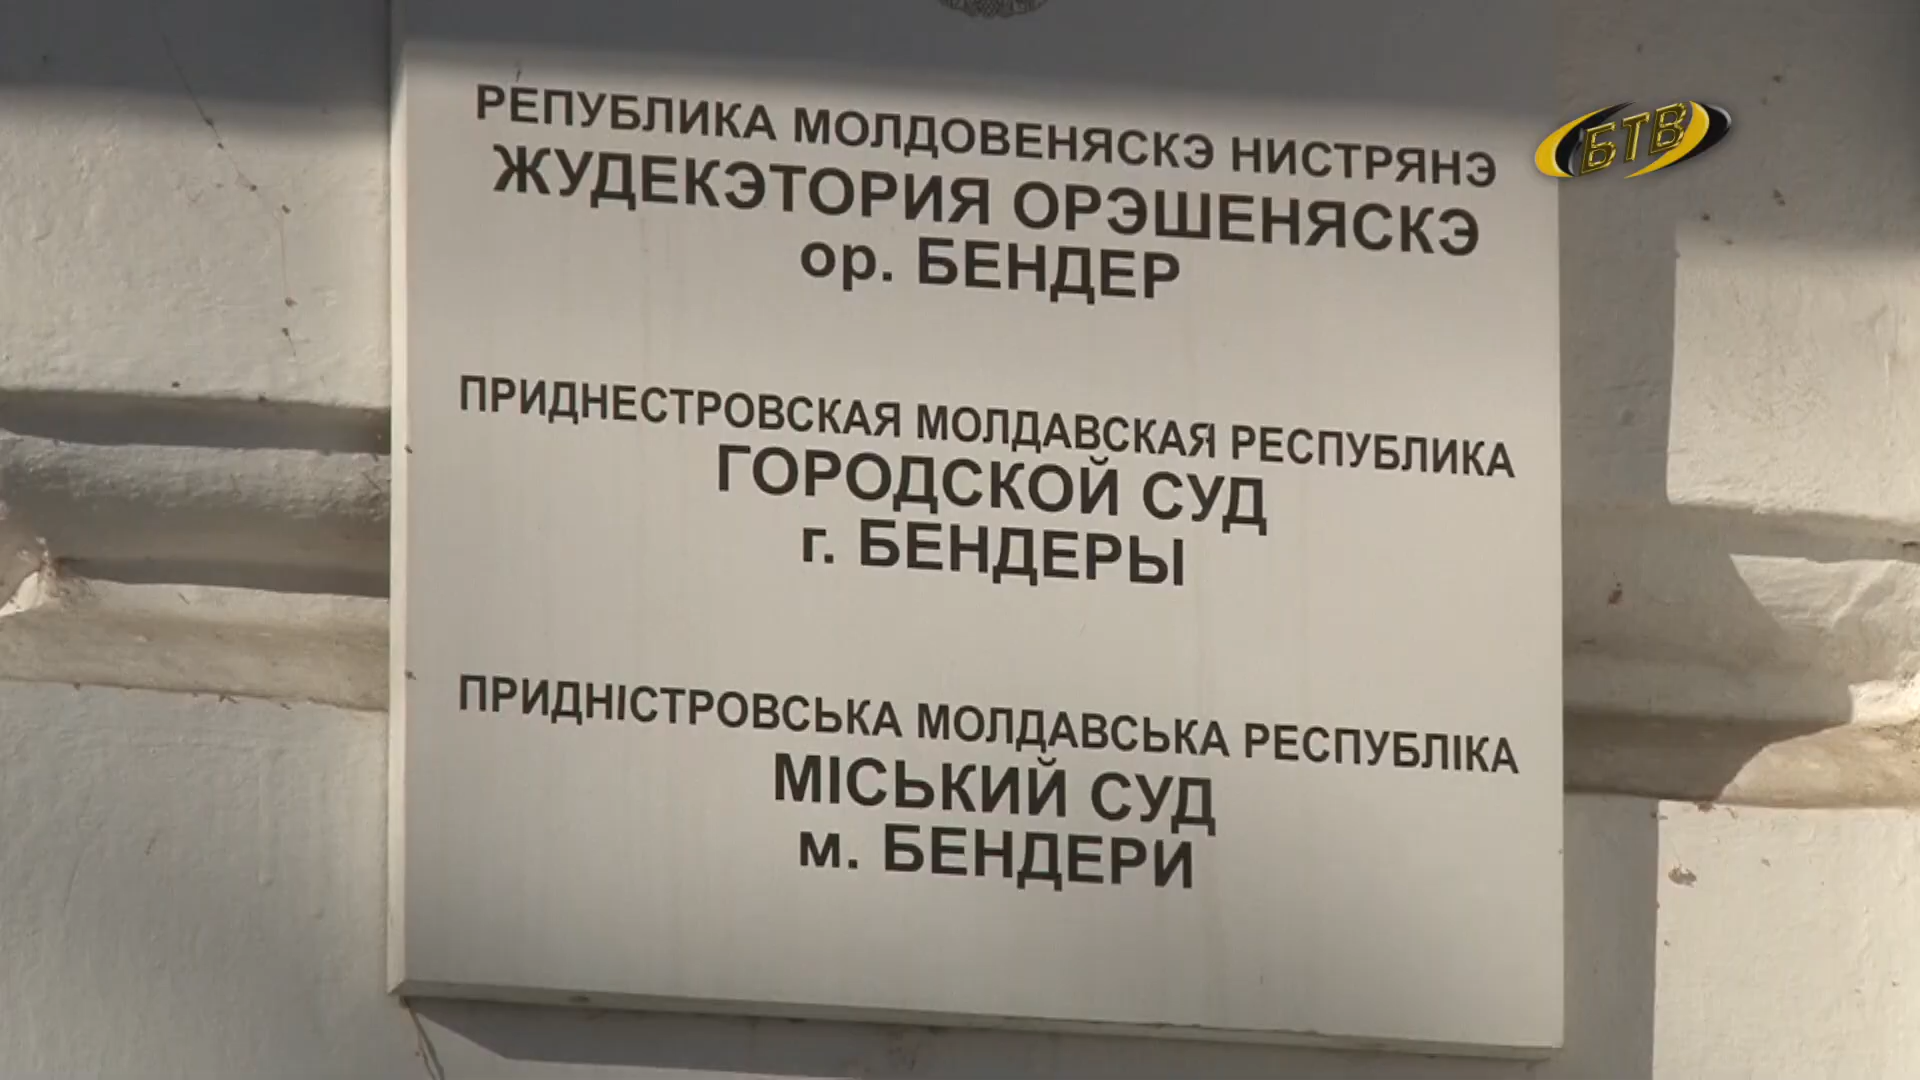 РЕПУБЛИКА МОЛДОВЕНЯСКЭ НИСТРЯНЭ
ЖУДЕКЭТОРИЯ ОРЭШЕНЯСКЭ
ор. БЕНДЕР
ПРИДНЕСТРОВСКАЯ МОЛДАВСКАЯ РЕСПУБЛИКА
ГОРОДСКОЙ СУД
г. БЕНДЕРЫ
ПРИДНІСТРОВСЬКА МОЛДАВСЬКА РЕСПУБЛІКА
МІСЬКИЙ СУД
м. БЕНДЕРИ
БТВ